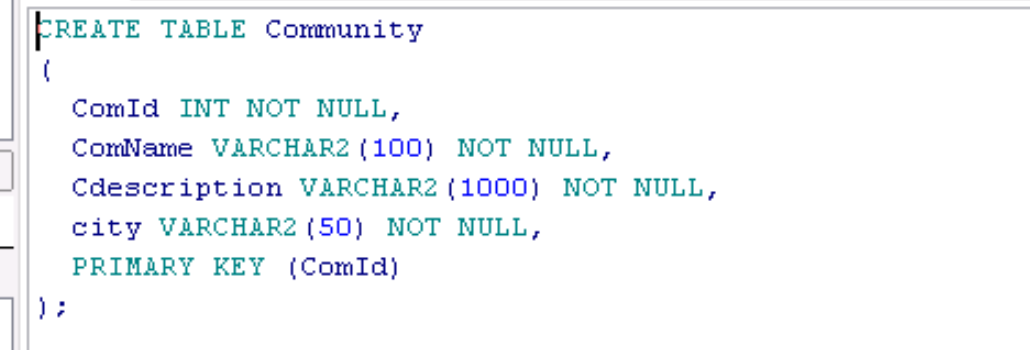 CREATE TABLE Community
(
ComId INT NOT NULL,
ComName VARCHAR2(100) NOT NULL,
Cdescription VARCHAR2(1000) NOT NULL,
city VARCHAR2(50) NOT NULL,
PRIMARY KEY (ComId)
);